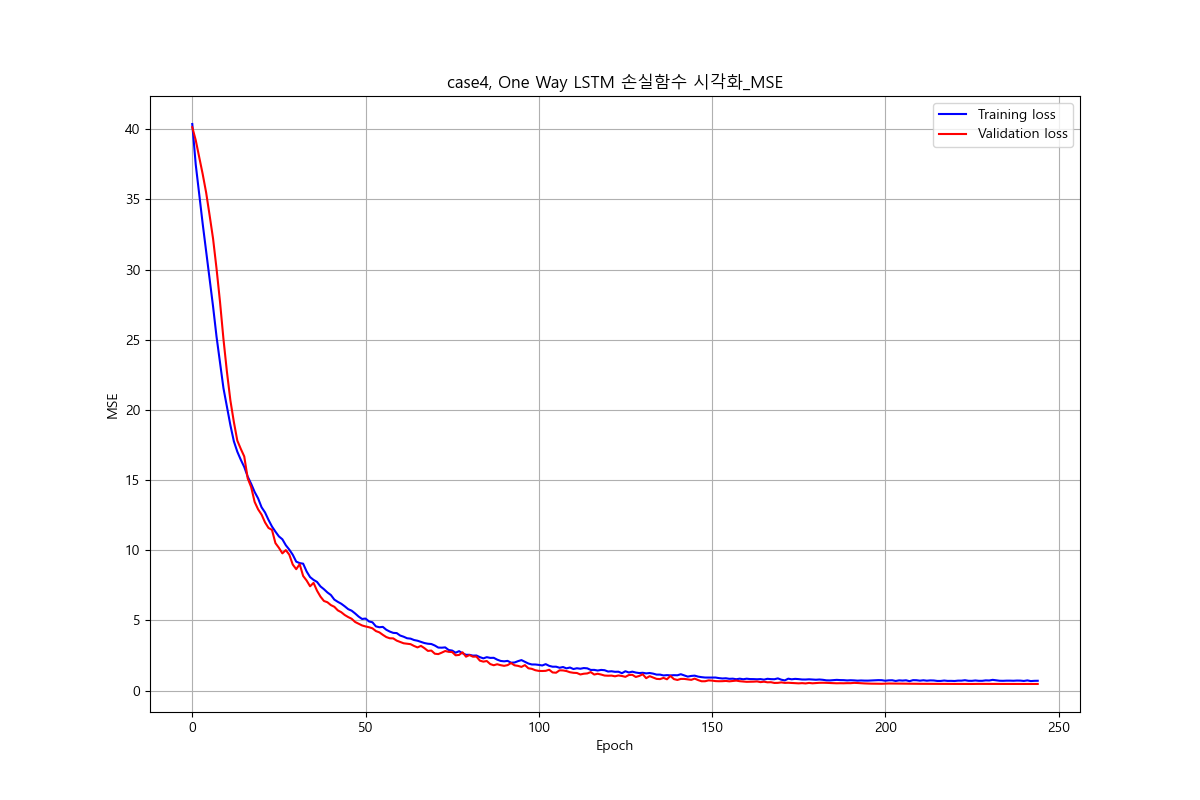 case4, One Way LSTM 손실함수 시각화_MSE
Training loss
Validation loss
MSE
40
35
30
25
20
15
10
5
0
0 50 100 150 200 250
Epoch